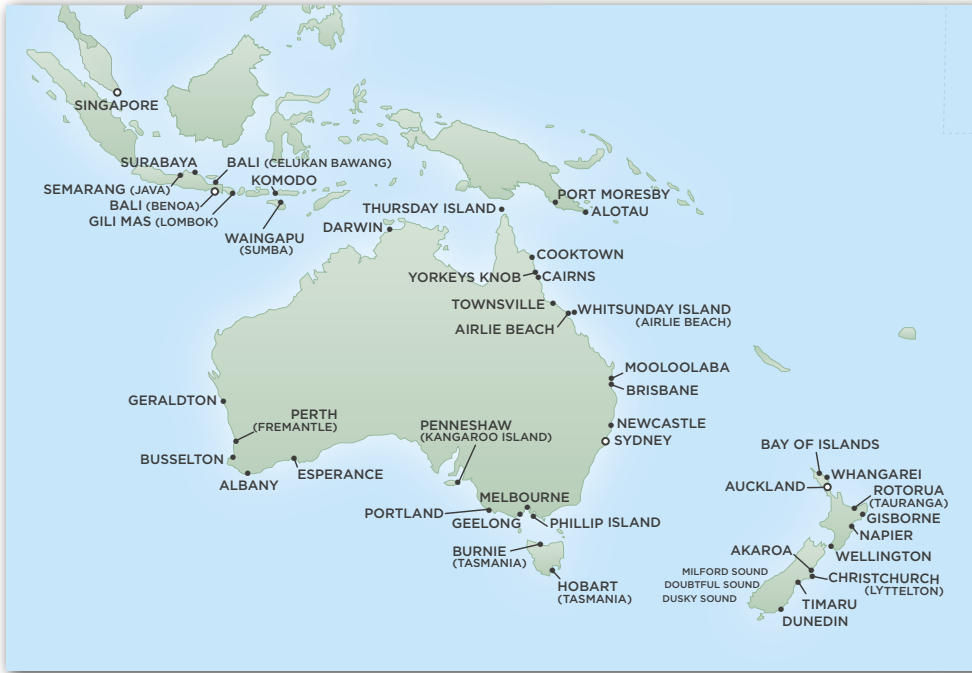 SINGAPORE
SURABAYA
BALI (CELUKAN BAWANG)
SEMARANG (JAVA)
KOMODO
BALI (BENOA)
GILI MAS (LOMBOK)
WAINGAPU
(SUMBA)
THURSDAY ISLAND
DARWIN
PORT MORESBY
ALOTAU
COOKTOWN
YORKEYS KNOB
CAIRNS
TOWNSVILLE
WHITSUNDAY ISLAND
(AIRLIE BEACH)
AIRLIE BEACH
MOOLOOLABA
BRISBANE
GERALDTON
PERTH
(FREMANTLE)
PENNESHAW
(KANGAROO ISLAND)
NEWCASTLE
SYDNEY
BUSSELTON
ESPERANCE
ALBANY
MELBOURNE
PORTLAND
GEELONG
PHILLIP ISLAND
BURNIE
(TASMANIA)
HOBART
(TASMANIA)
BAY OF ISLANDS
WHANGAREI
AUCKLAND
ROTORUA
(TAURANGA)
GISBORNE
NAPIER
WELLINGTON
AKAROA
MILFORD SOUND
DOUBTFUL SOUND
DUSKY SOUND
CHRISTCHURCH
(LYTTELTON)
TIMARU
DUNEDIN